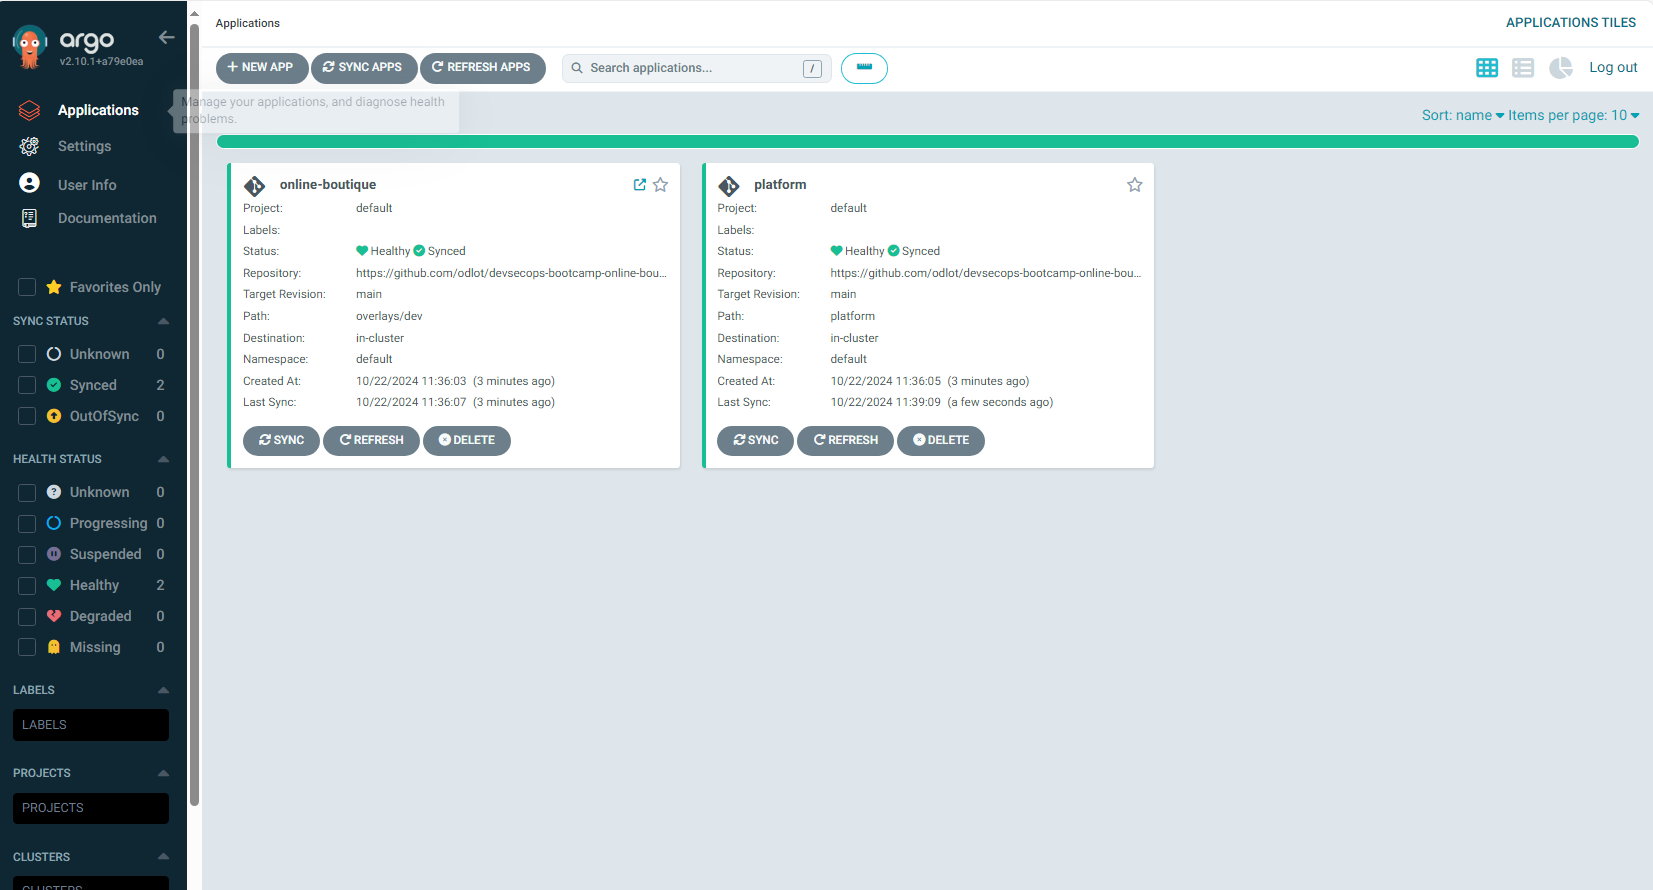 argo
v2.10.1+a79e0ea
Applications
Settings
User Info
Documentation
Favorites Only
SYNC STATUS
Unknown 0
Synced 2
OutOfSync 0
HEALTH STATUS
Unknown 0
Progressing 0
Suspended 0
Healthy 2
Degraded 0
Missing 0
LABELS
LABELS
PROJECTS
PROJECTS
CLUSTERS
CLUSTERS
Applications
APPLICATIONS TILES
NEW APP
SYNC APPS
REFRESH APPS
Search applications...
/
Log out
Manage your applications, and diagnose health
problems.
Sort: name Items per page: 10
online-boutique
Project: default
Labels:
Status: Healthy Synced
Repository: https://github.com/odlot/devsecops-bootcamp-online-bou...
Target Revision: main
Path: overlays/dev
Destination: in-cluster
Namespace: default
Created At: 10/22/2024 11:36:03 (3 minutes ago)
Last Sync: 10/22/2024 11:36:07 (3 minutes ago)
SYNC REFRESH DELETE
platform
Project: default
Labels:
Status: Healthy Synced
Repository: https://github.com/odlot/devsecops-bootcamp-online-bou...
Target Revision: main
Path: platform
Destination: in-cluster
Namespace: default
Created At: 10/22/2024 11:36:05 (3 minutes ago)
Last Sync: 10/22/2024 11:39:09 (a few seconds ago)
SYNC REFRESH DELETE